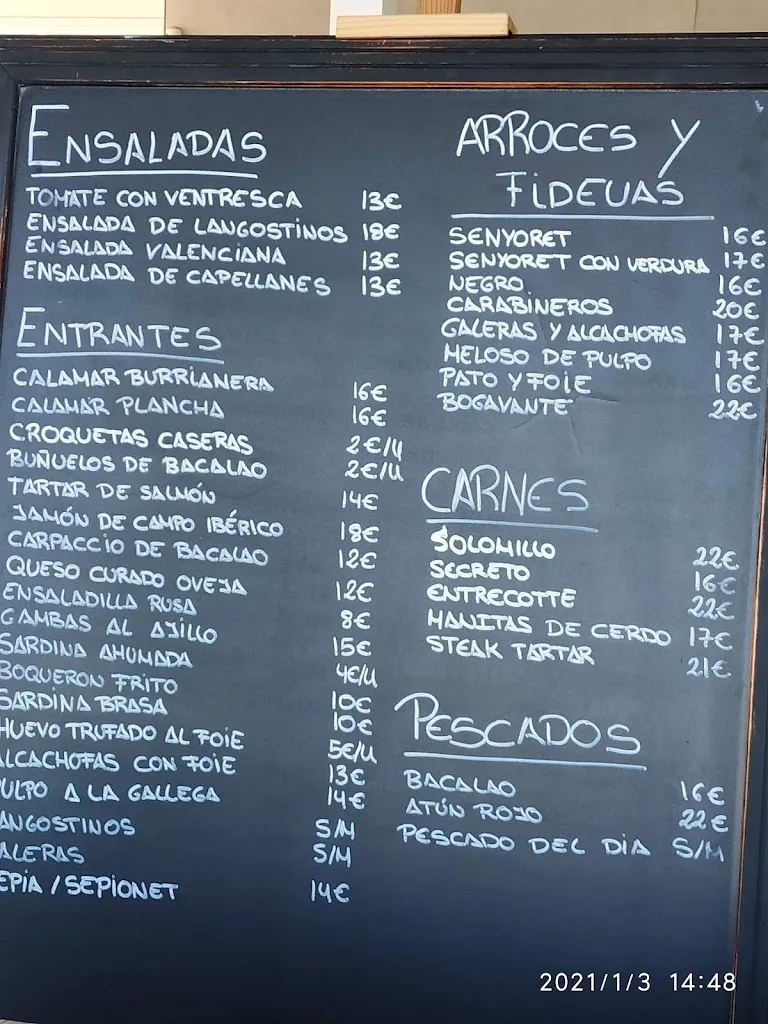 ENSALADAS
TOMATE CON VENTRESCA 13€
ENSALADA DE LANGOSTINOS 18€
ENSALADA VALENCIANA 13€
ENSALADA DE CAPELLANES 13€
ENTRANTES
CALAMAR BURRIANERA 16€
CALAMAR PLANCHA 16€
CROQUETAS CASERAS 2€/U
BUÑUELOS DE BACALAO 2€/U
TARTAR DE SALMÓN 14€
JAMÓN DE CAMPO IBÉRICO 18€
CARPACCIO DE BACALAO 12€
QUESO CURADO OVEJA 12€
ENSALADILLA RUSA 8€
GAMBAS AL AJILLO 15€
SARDINA AHUMADA 4€/U
BOQUERON FRITO 10€
SARDINA BRASA 10€
HUEVO TRUFADO AL FOIE 5€/U
LCACHOFAS CON FOIE 13€
ULPO A LA GALLEGA 14€
ANGOSTINOS S/M
ALERAS S/M
EPIA / SEPIONET 14€
ARROCES Y
FIDEUAS
SENYORET 16€
SENYORET CON VERDURA 17€
NEGRO 16€
CARABINEROS 20€
GALERAS Y ALCACHOFAS 17€
MELOSO DE PULPO 17€
PATO Y FOIE 16€
BOGAVANTE 22€
CARNES
SOLOMILLO 22€
SECRETO 16€
ENTRECOTTE 22€
MANITAS DE CERDO 17€
STEAK TARTAR 21€
PESCADOS
BACALAO 16€
ATÚN ROJO 22€
PESCADO DEL DIA S/M
2021/1/3 14:48